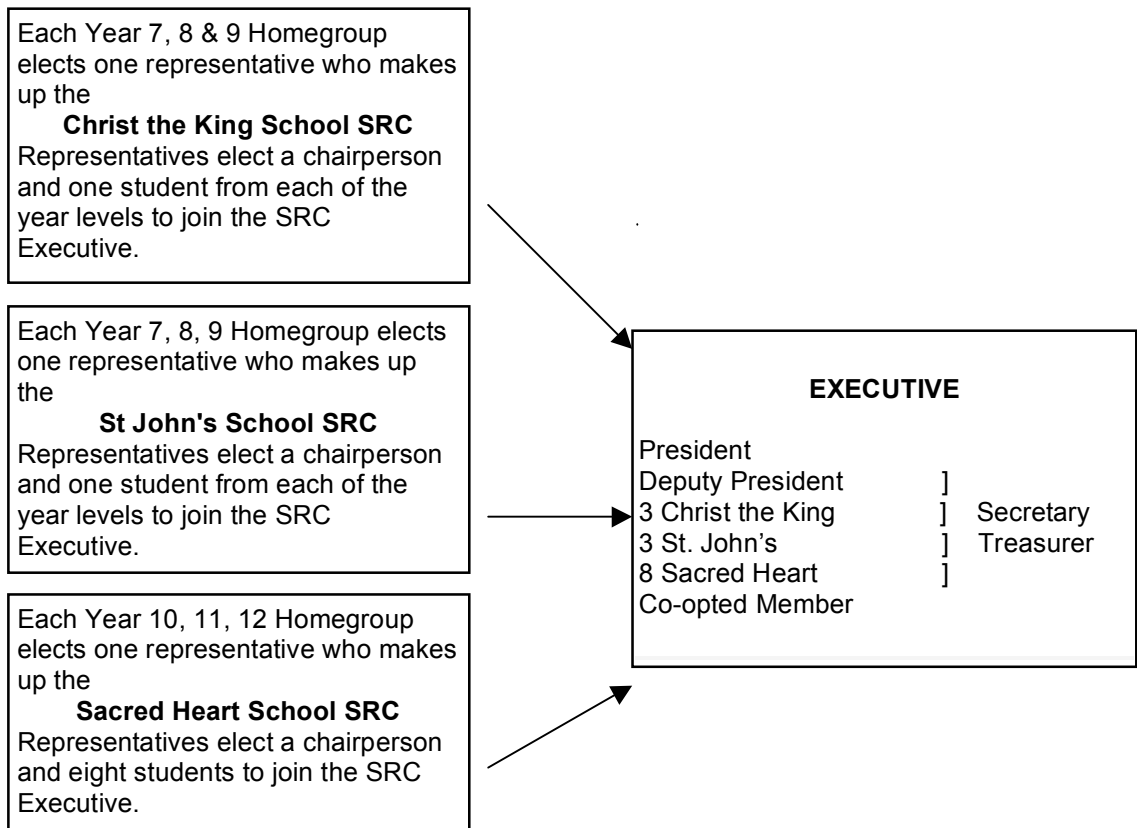 Each Year 7, 8 & 9 Homegroup
elects one representative who makes
up the
Christ the King School SRC
Representatives elect a chairperson
and one student from each of the
year levels to join the SRC
Executive.
Each Year 7, 8, 9 Homegroup elects
one representative who makes up
the
St John's School SRC
Representatives elect a chairperson
and one student from each of the
year levels to join the SRC
Executive.
Each Year 10, 11, 12 Homegroup
elects one representative who makes
up the
Sacred Heart School SRC
Representatives elect a chairperson
and eight students to join the SRC
Executive.
EXECUTIVE
President
Deputy President ]
3 Christ the King ] Secretary
3 St. John’s ] Treasurer
8 Sacred Heart ]
Co-opted Member